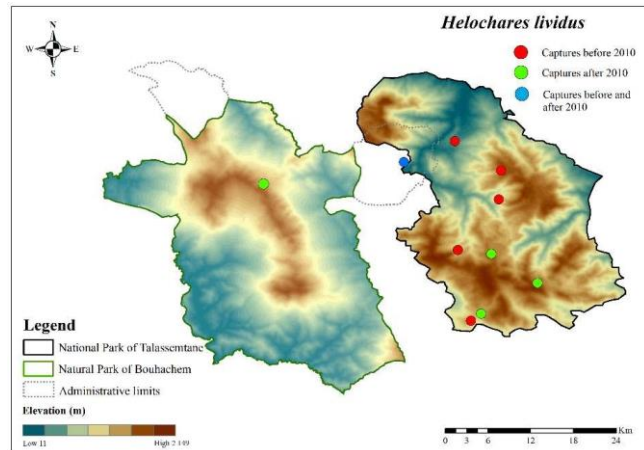 Helochares lividus
N
W E
S
Captures before 2010
Captures after 2010
Captures before and
after 2010
Legend
National Park of Talassemtane
Natural Park of Bouhachem
Administrative limits
Elevation (m)
Low 11
High 2 149
Km
0 3 6 12 18 24